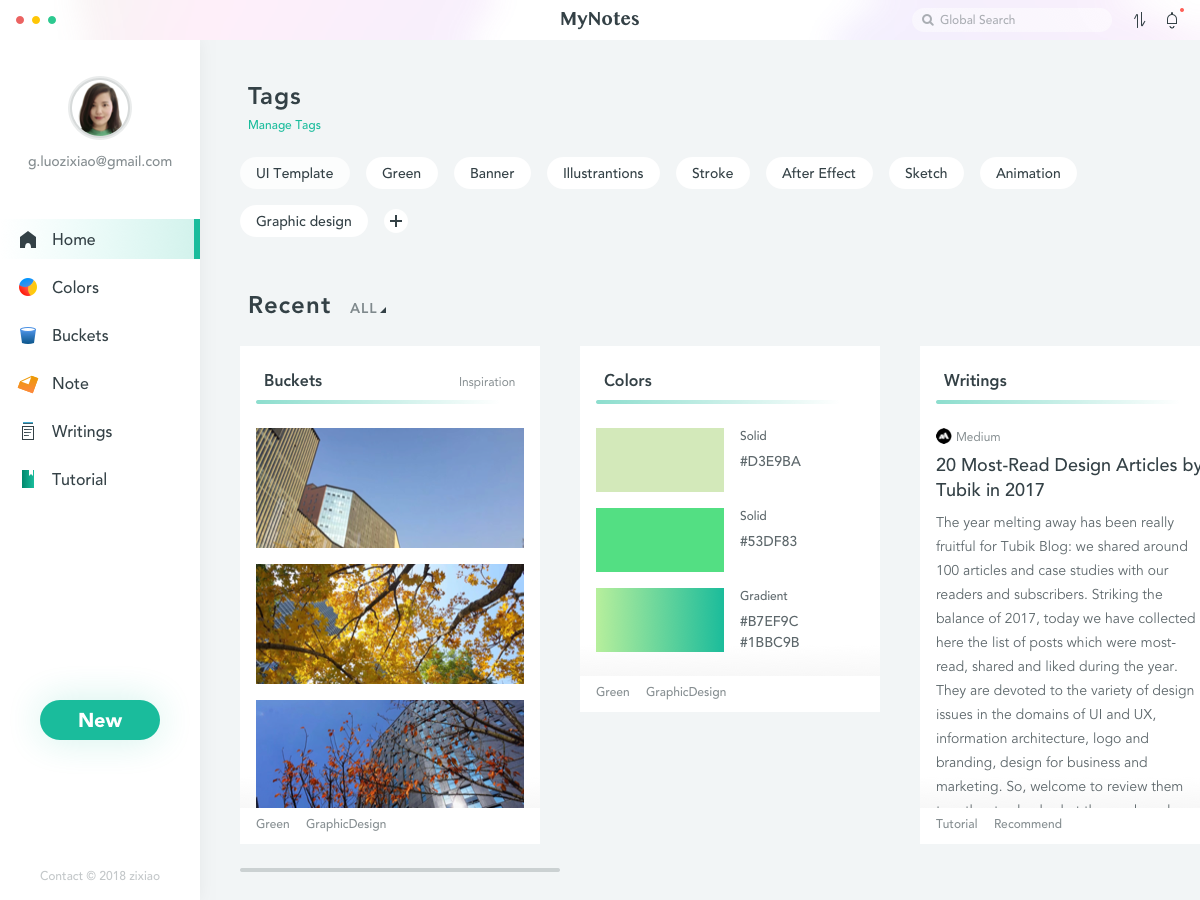 MyNotes
Global Search
g.luozixiao@gmail.com
Home
Colors
Buckets
Note
Writings
Tutorial
New
Contact © 2018 zixiao
Tags
Manage Tags
UI Template
Green
Banner
Illustrantions
Stroke
After Effect
Sketch
Animation
Graphic design
Recent ALL
Buckets
Inspiration
Green GraphicDesign
Colors
Solid
#D3E9BA
Solid
#53DF83
Gradient
#B7EF9C
#1BBC9B
Green GraphicDesign
Writings
Medium
20 Most-Read Design Articles by
Tubik in 2017
The year melting away has been really
fruitful for Tubik Blog: we shared around
100 articles and case studies with our
readers and subscribers. Striking the
balance of 2017, today we have collected
here the list of posts which were most-
read, shared and liked during the year.
They are devoted to the variety of design
issues in the domains of UI and UX,
information architecture, logo and
branding, design for business and
marketing. So, welcome to review them
Tutorial Recommend